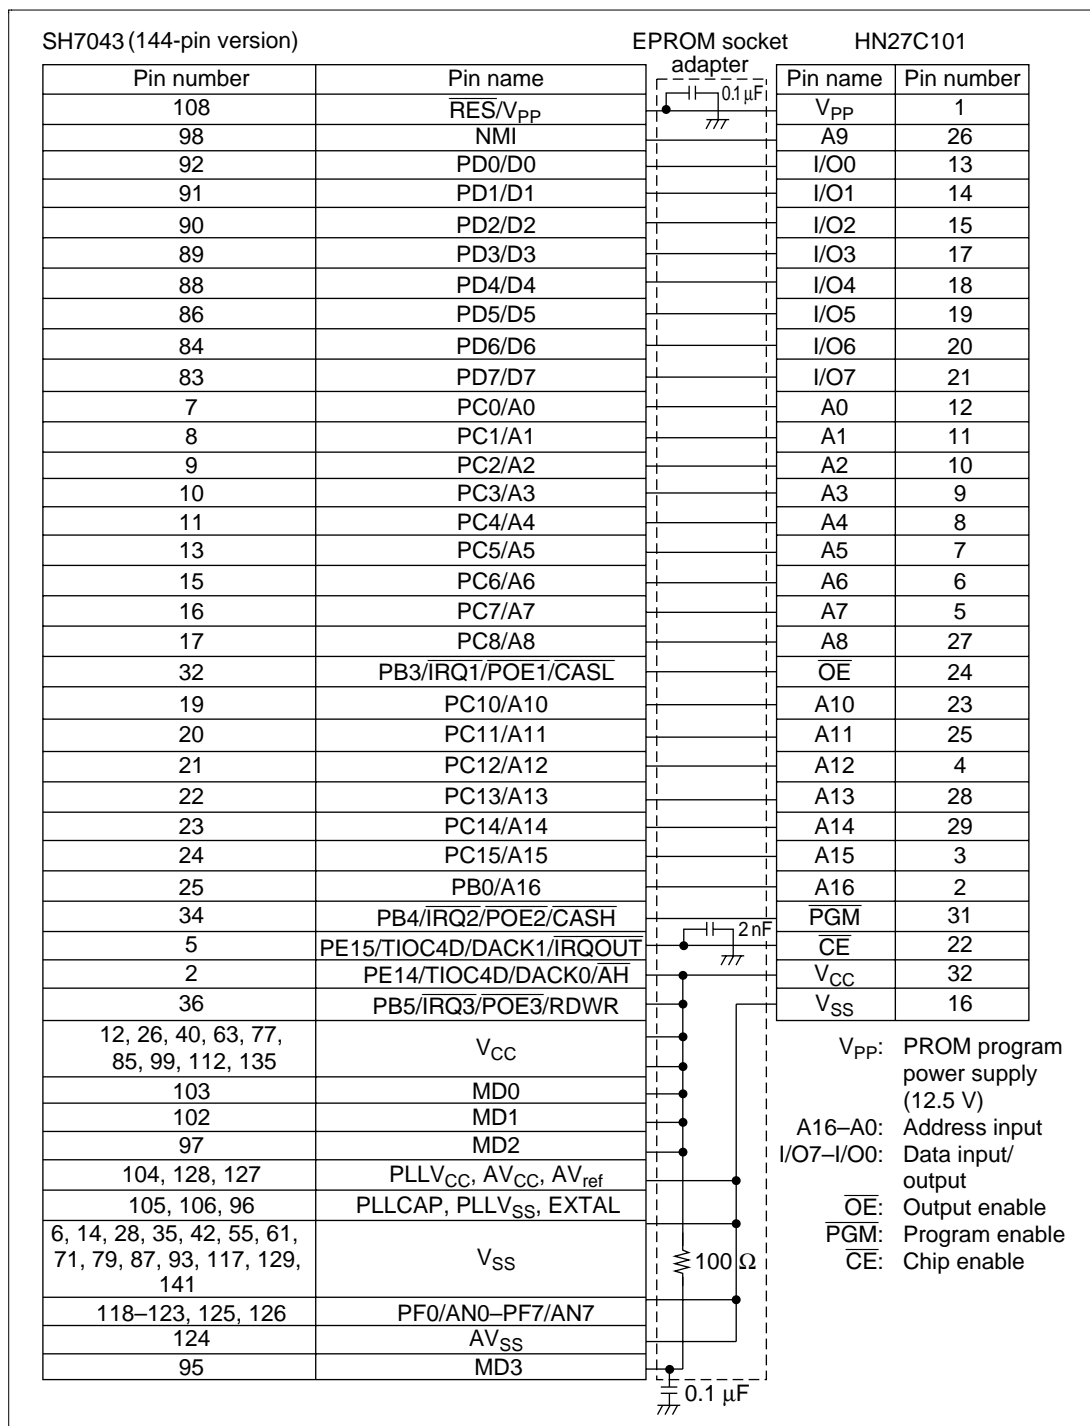 SH7043 (144-pin version) EPROM socket adapter HN27C101
Pin number Pin name Pin name Pin number
108 RES/VPP 0.1 µF VPP 1
98 NMI A9 26
92 PD0/D0 I/O0 13
91 PD1/D1 I/O1 14
90 PD2/D2 I/O2 15
89 PD3/D3 I/O3 17
88 PD4/D4 I/O4 18
86 PD5/D5 I/O5 19
84 PD6/D6 I/O6 20
83 PD7/D7 I/O7 21
7 PC0/A0 A0 12
8 PC1/A1 A1 11
9 PC2/A2 A2 10
10 PC3/A3 A3 9
11 PC4/A4 A4 8
13 PC5/A5 A5 7
15 PC6/A6 A6 6
16 PC7/A7 A7 5
17 PC8/A8 A8 27
32 PB3/IRQ1/POE1/CASL OE 24
19 PC10/A10 A10 23
20 PC11/A11 A11 25
21 PC12/A12 A12 4
22 PC13/A13 A13 28
23 PC14/A14 A14 29
24 PC15/A15 A15 3
25 PB0/A16 A16 2
34 PB4/IRQ2/POE2/CASH PGM 31
5 PE15/TIOC4D/DACK1/IRQOUT 2 nF CE 22
2 PE14/TIOC4D/DACK0/AH VCC 32
36 PB5/IRQ3/POE3/RDWR VSS 16
12, 26, 40, 63, 77,
85, 99, 112, 135 VCC
103 MD0
102 MD1
97 MD2
104, 128, 127 PLLVCC, AVCC, AVref
105, 106, 96 PLLCAP, PLLVSS, EXTAL
6, 14, 28, 35, 42, 55, 61,
71, 79, 87, 93, 117, 129,
141 VSS
100 Ω
118–123, 125, 126 PF0/AN0–PF7/AN7
124 AVSS
95 MD3
0.1 µF
VPP: PROM program
power supply
(12.5 V)
A16–A0: Address input
I/O7–I/O0: Data input/
output
OE: Output enable
PGM: Program enable
CE: Chip enable